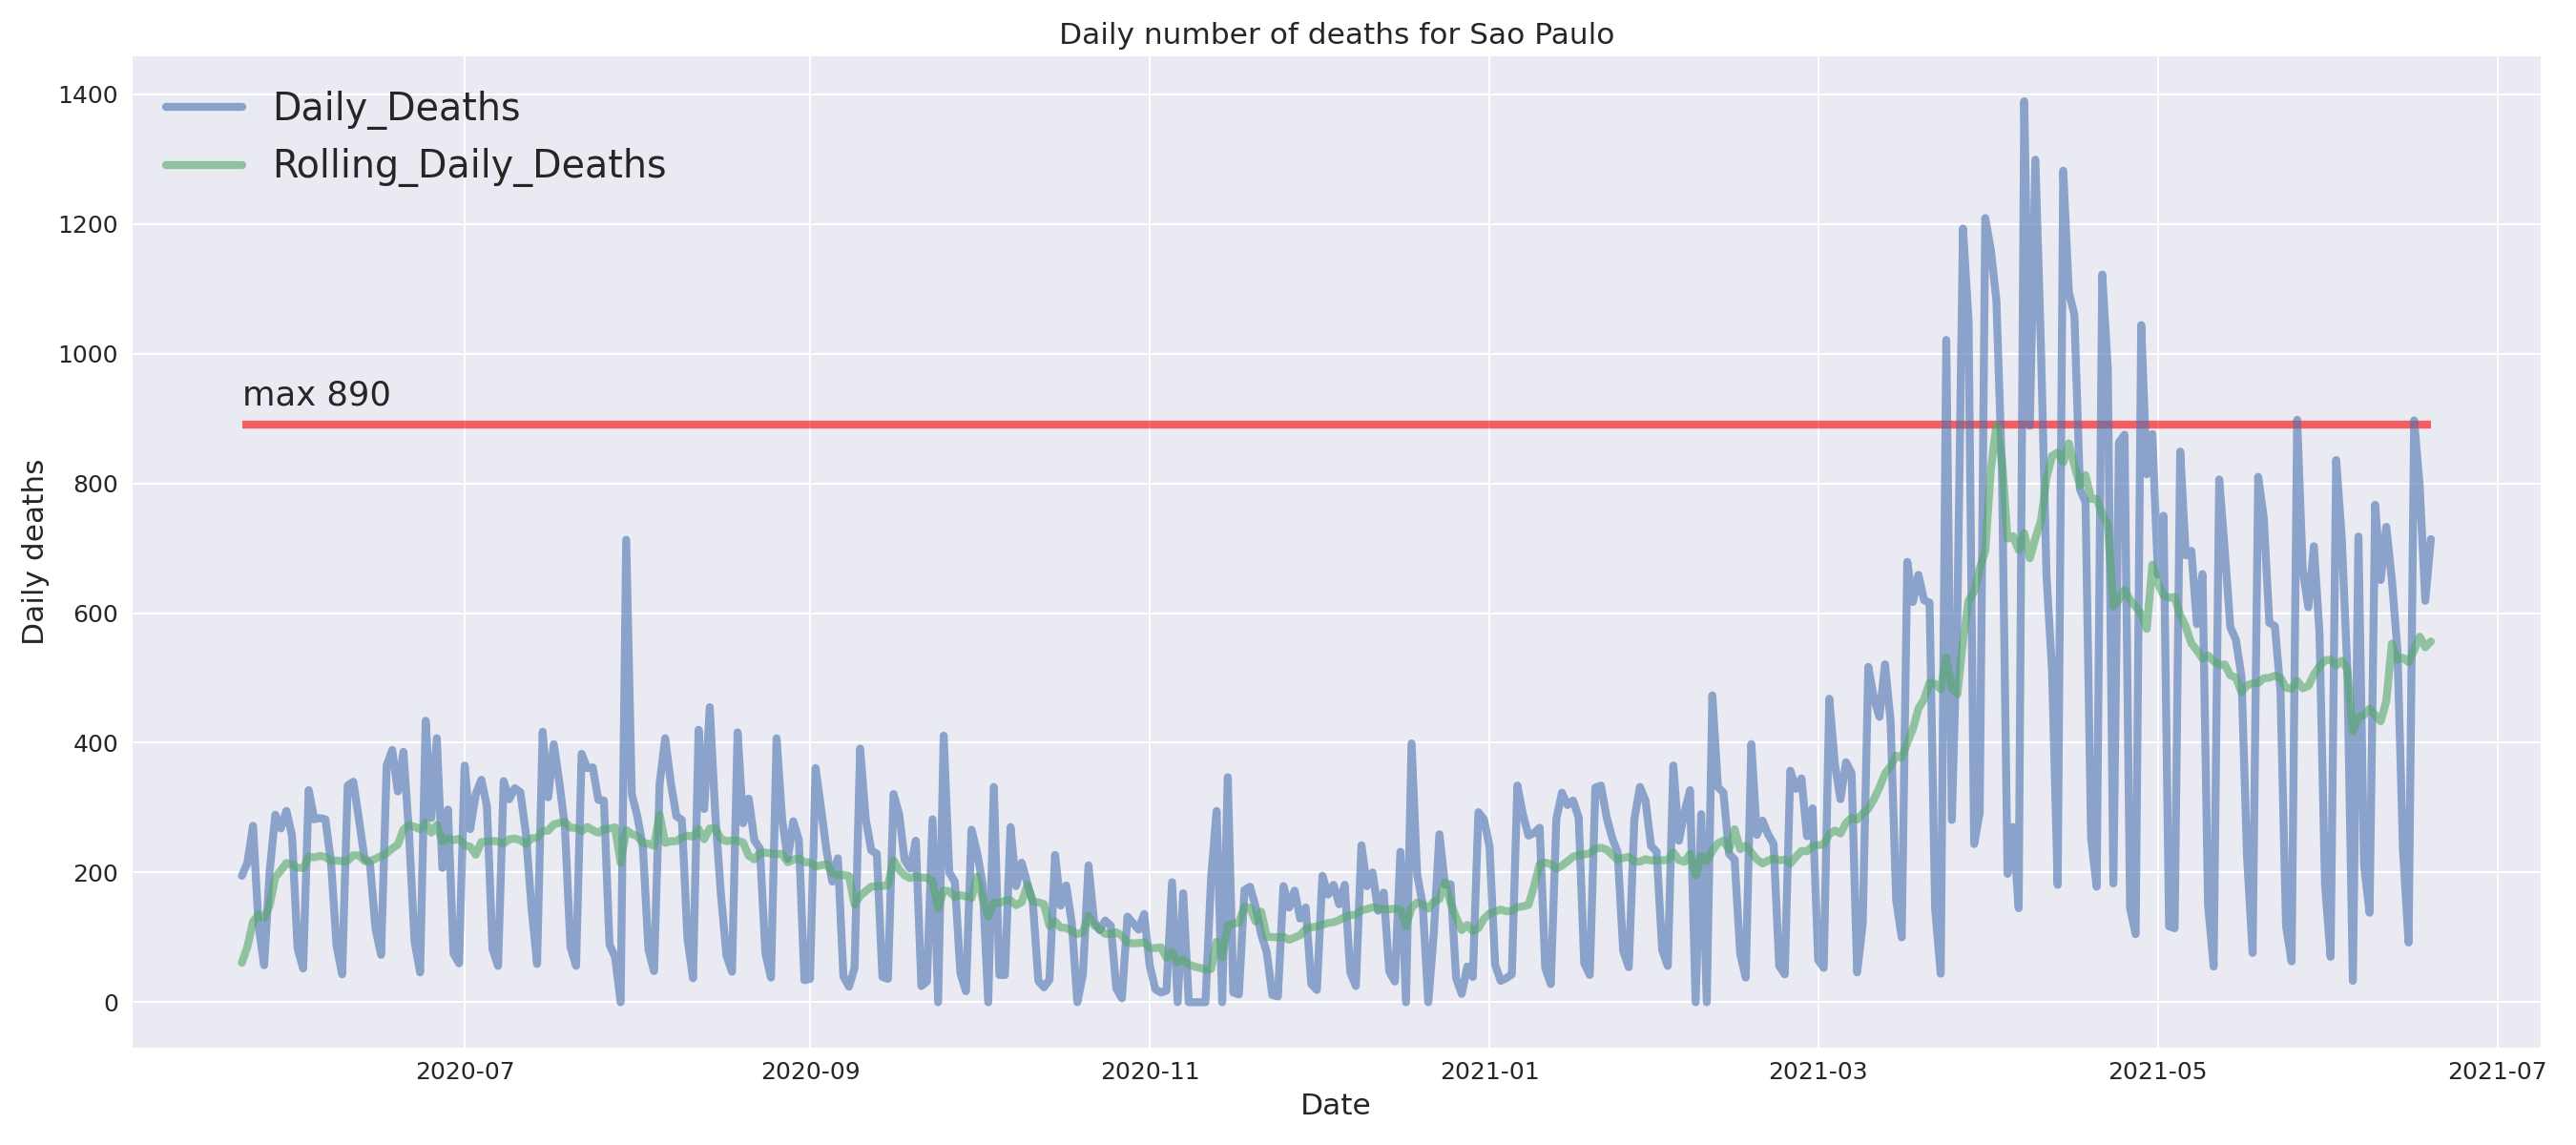 Daily number of deaths for Sao Paulo
1400
1200
1000
800
600
400
200
0
Daily deaths
Daily_Deaths
Rolling_Daily_Deaths
max 890
2020-07
2020-09
2020-11
2021-01
2021-03
2021-05
2021-07
Date